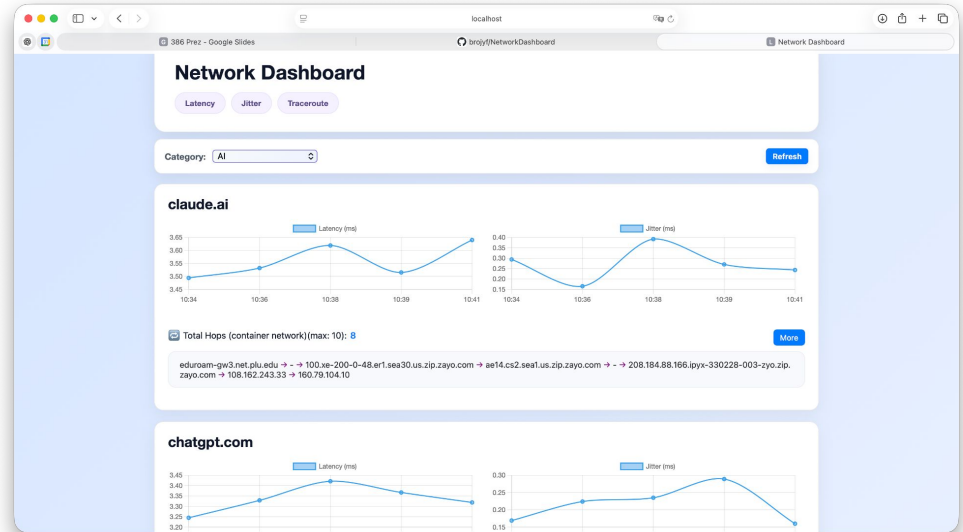 localhost
386 Prez - Google Slides
brojyf/NetworkDashboard
L Network Dashboard
Network Dashboard
Latency Jitter Traceroute
Category: AI Refresh
claude.ai
Latency (ms)
3.65
3.60
3.55
3.50
3.45
10:34 10:36 10:38 10:39 10:41
Jitter (ms)
0.40
0.35
0.30
0.25
0.20
0.15
10:34 10:36 10:38 10:39 10:41
Total Hops (container network)(max: 10): 8 More
eduroam-gw3.net.plu.edu → - → 100.xe-200-0-48.er1.sea30.us.zip.zayo.com → ae14.cs2.sea1.us.zip.zayo.com → - → 208.184.88.166.ipyx-330228-003-zyo.zip.
zayo.com → 108.162.243.33 → 160.79.104.10
chatgpt.com
Latency (ms)
3.45
3.40
3.35
3.30
3.25
3.20
Jitter (ms)
0.30
0.25
0.20
0.15